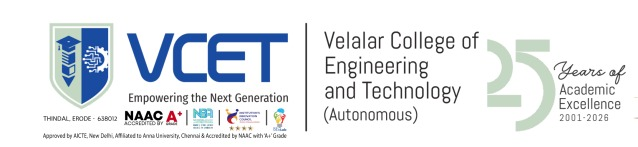 VCET
Empowering the Next Generation
THINDAL, ERODE - 638012
NAAC
ACCREDITED BY
A+
Approved by AICTE, New Delhi, Affiliated to Anna University, Chennai & Accredited by NAAC with 'A+' Grade
Velalar College of
Engineering
and Technology
(Autonomous)
25
Years of
Academic
Excellence
2001-2026